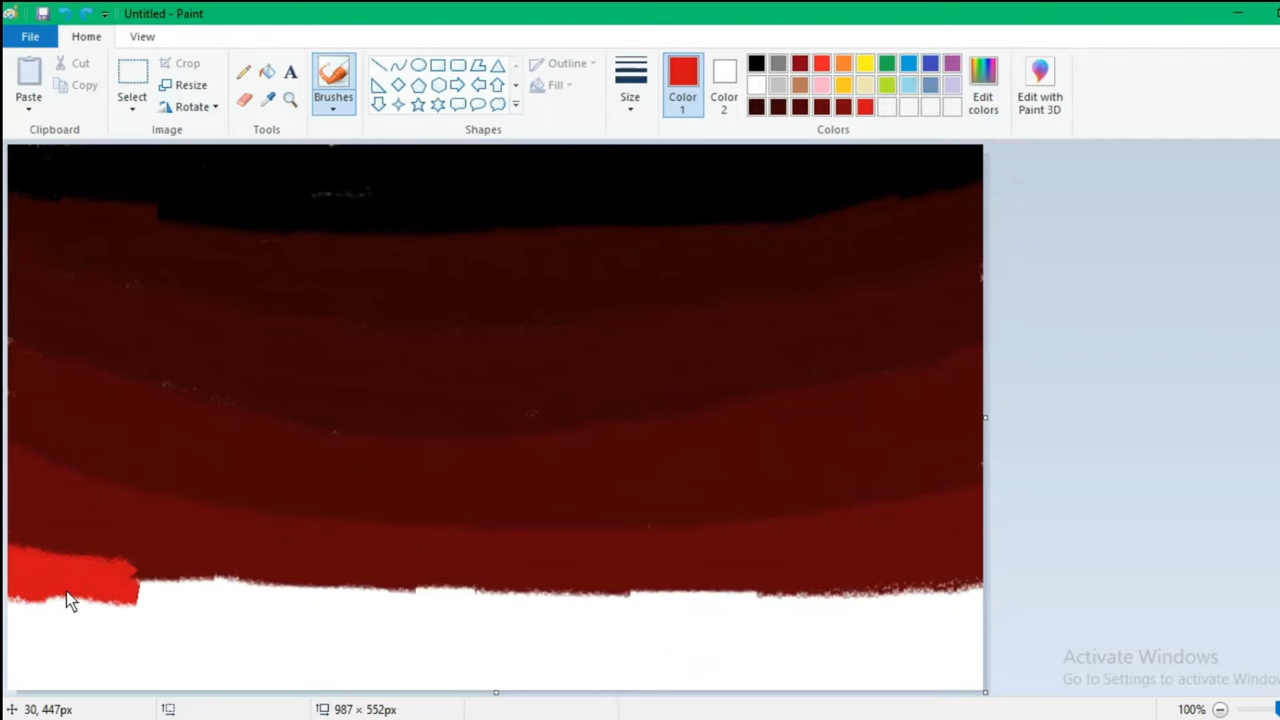 Untitled - Paint
File Home View
Paste
Cut
Copy
Clipboard
Select
Crop
Resize
Rotate
Image
Tools
Brushes
Shapes
Outline
Fill
Size
Color 1
Color 2
Colors
Edit colors
Edit with Paint 3D
Activate Windows
Go to Settings to activate Window
30, 447px
987 × 552px
100%